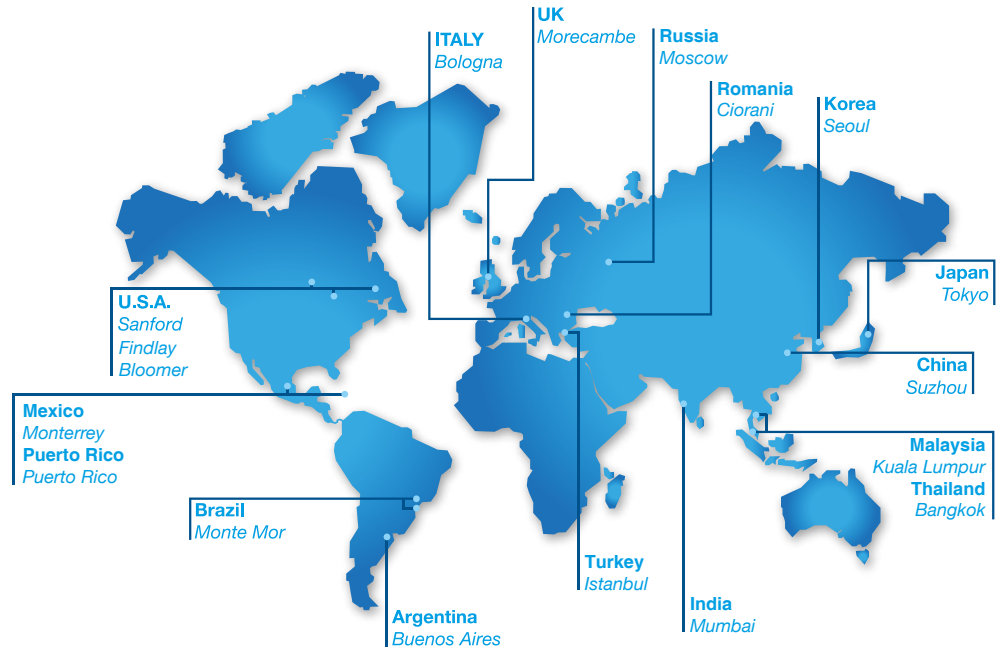 UK
Morecambe
ITALY
Bologna
Russia
Moscow
Romania
Ciorani
Korea
Seoul
Japan
Tokyo
U.S.A.
Sanford
Findlay
Bloomer
China
Suzhou
Mexico
Monterrey
Puerto Rico
Puerto Rico
Malaysia
Kuala Lumpur
Thailand
Bangkok
Brazil
Monte Mor
Turkey
Istanbul
India
Mumbai
Argentina
Buenos Aires